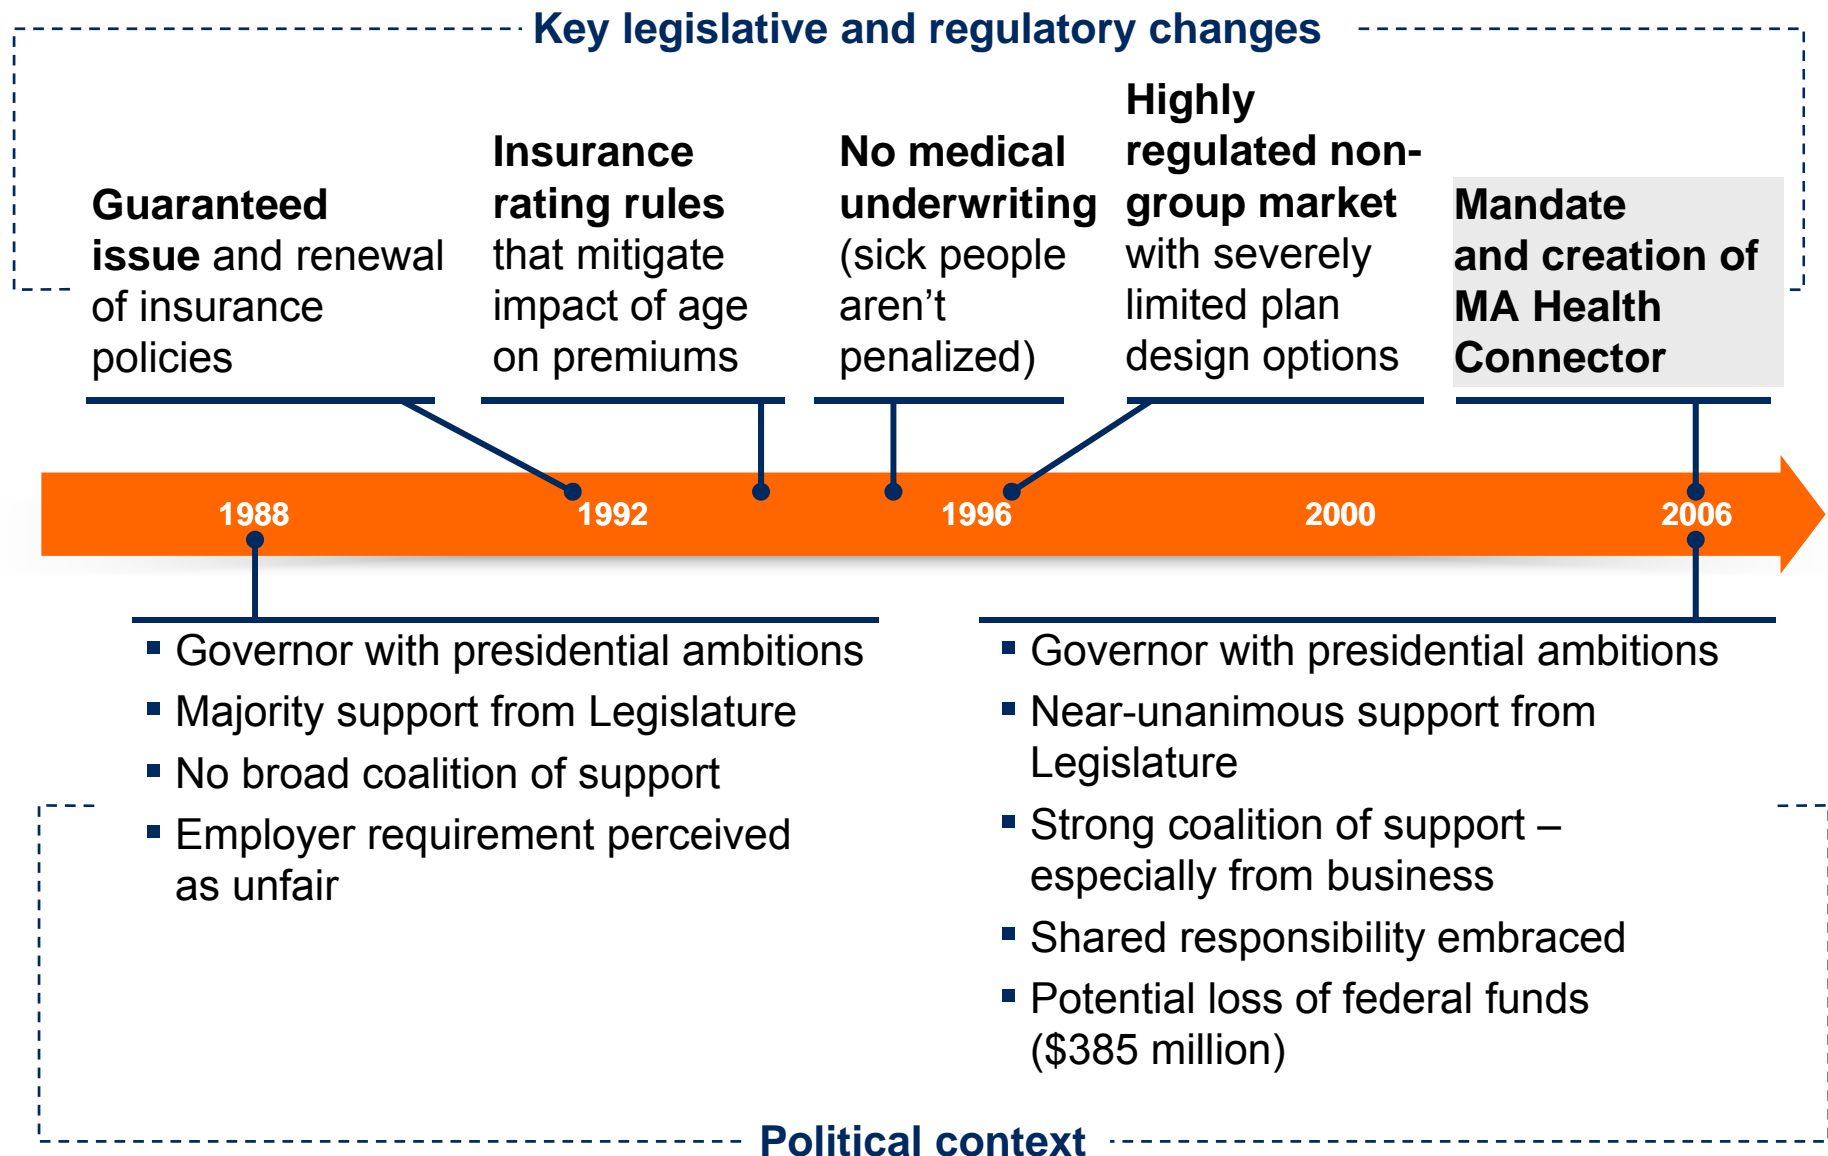 Key legislative and regulatory changes
Guaranteed
issue and renewal
of insurance
policies
Insurance
rating rules
that mitigate
impact of age
on premiums
No medical
underwriting
(sick people
aren’t
penalized)
Highly
regulated non-
group market
with severely
limited plan
design options
Mandate
and creation of
MA Health
Connector
1988
1992
1996
2000
2006
▪ Governor with presidential ambitions
▪ Majority support from Legislature
▪ No broad coalition of support
▪ Employer requirement perceived
as unfair
▪ Governor with presidential ambitions
▪ Near-unanimous support from
Legislature
▪ Strong coalition of support –
especially from business
▪ Shared responsibility embraced
▪ Potential loss of federal funds
($385 million)
Political context